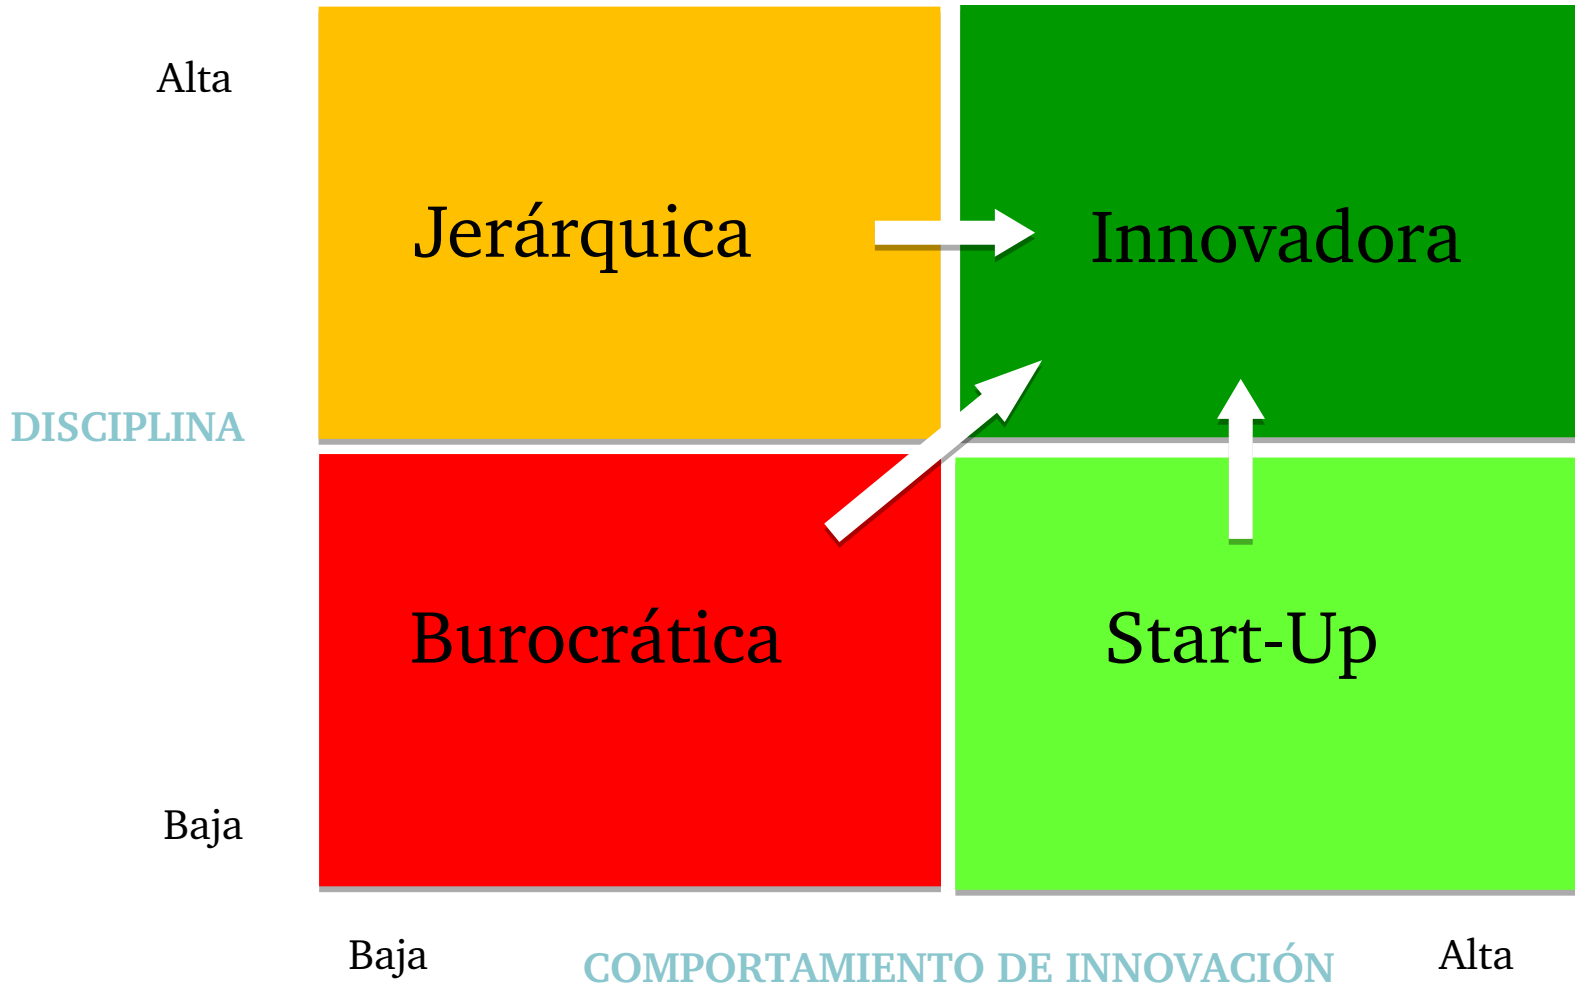 Alta
Jerárquica
Innovadora
DISCIPLINA
Burocrática
Start-Up
Baja
Baja
COMPORTAMIENTO DE INNOVACIÓN
Alta